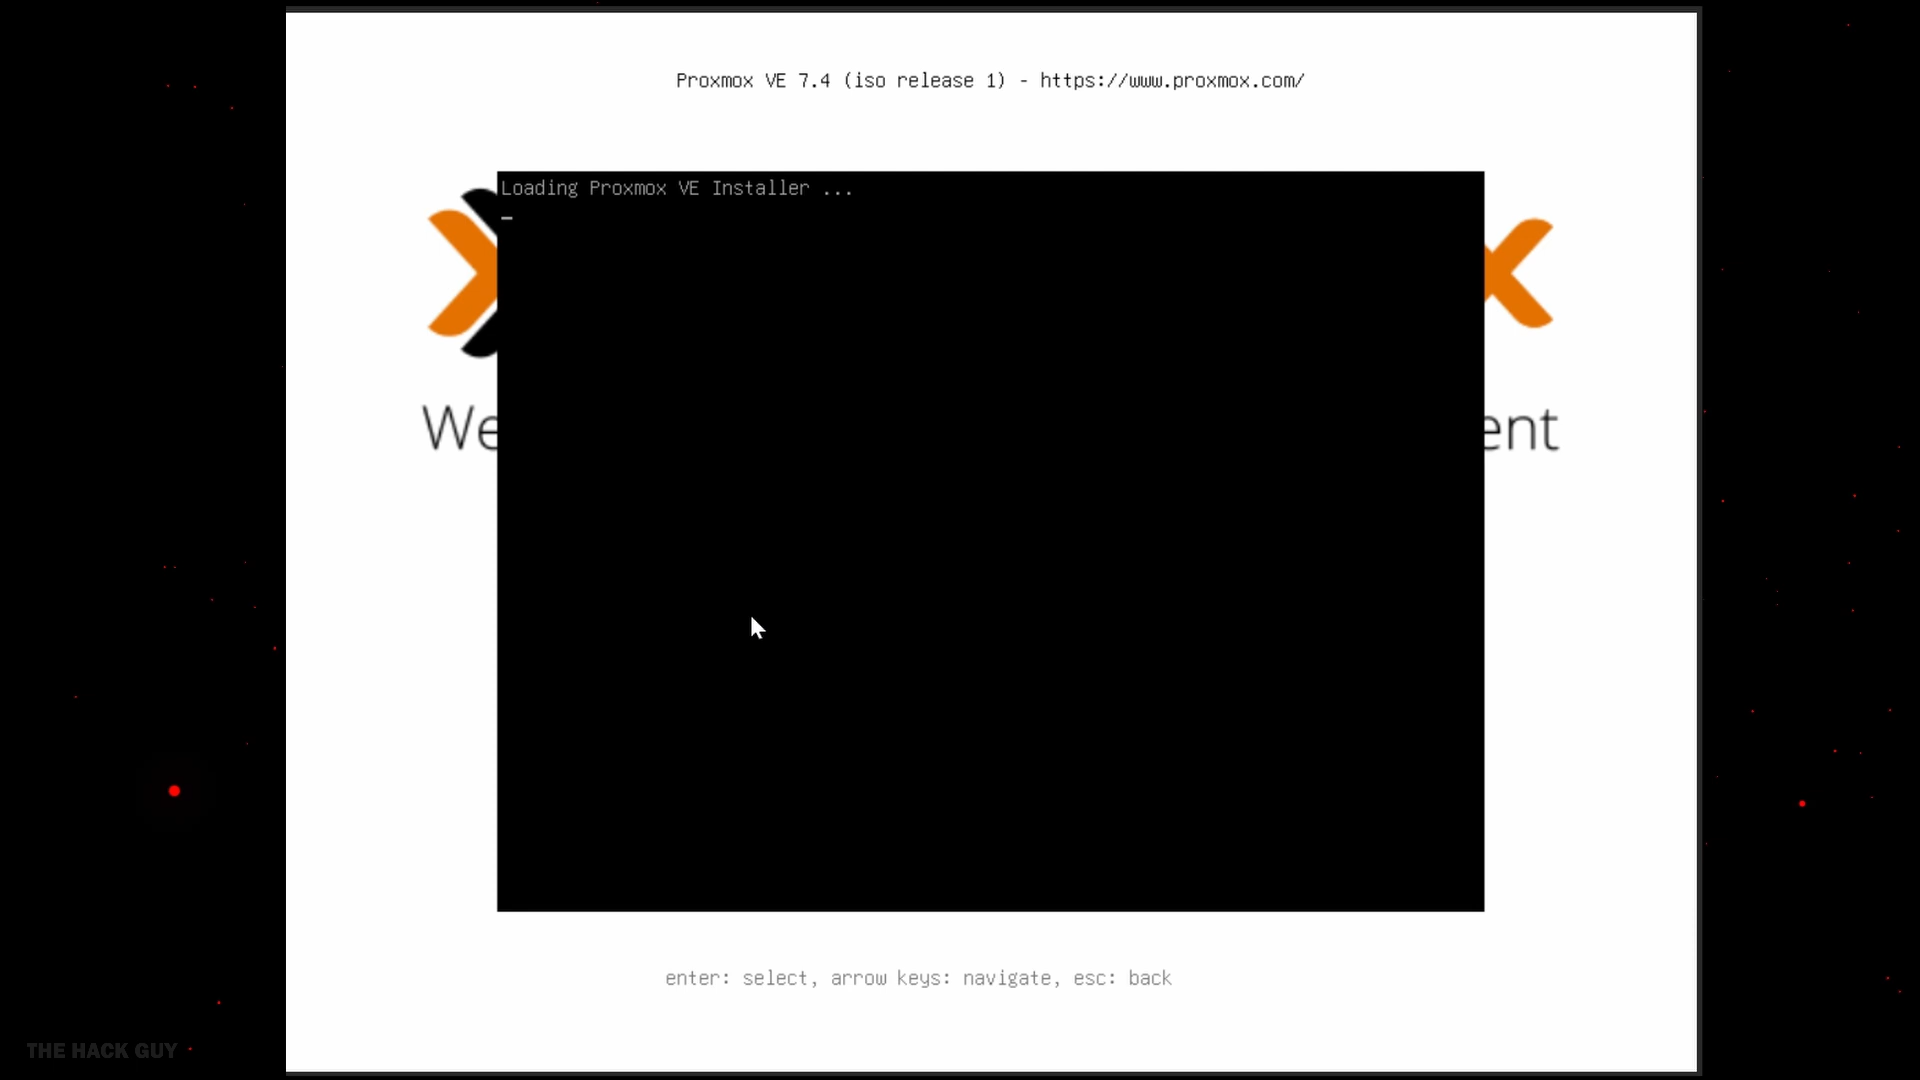 Proxmox VE 7.4 (iso release 1) - https://www.proxmox.com/
Loading Proxmox VE Installer ...
We
ent
enter: select, arrow keys: navigate, esc: back
THE HACK GUY